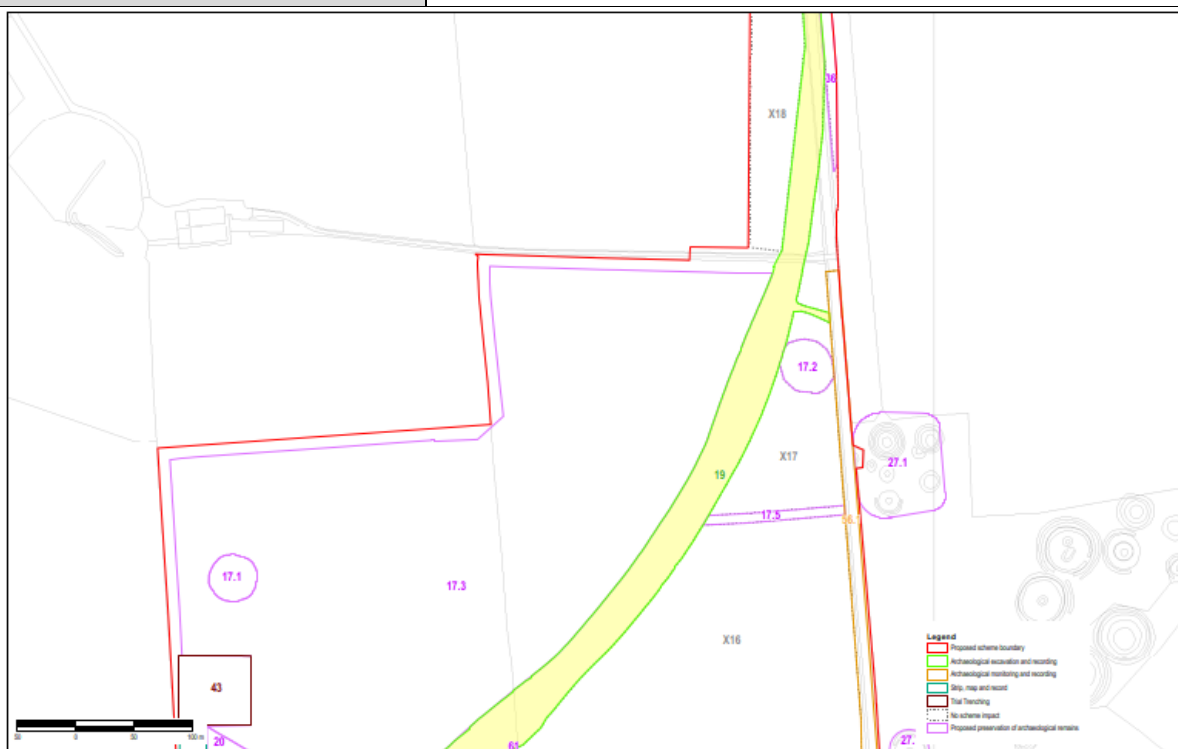 36
X18
17.2
19
X17
27.1
17.5
56.1
17.1
17.3
X16
43
20
61
27.
Legend
Proposed scheme boundary
Archaeological excavation and recording
Archaeological monitoring and recording
Strip, map and record
Trial Trenching
No scheme impact
Proposed preservation of archaeological remains
50 0 50 100 m